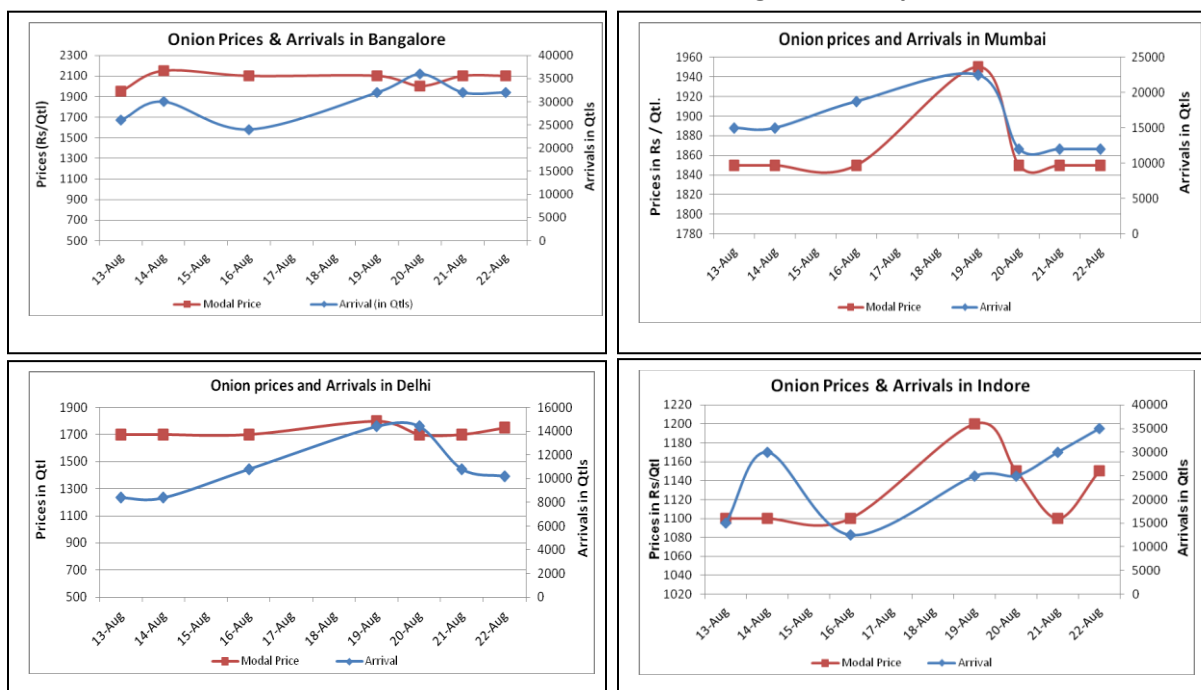 Onion Prices & Arrivals in Bangalore
Prices (Rs/Qtl)
2300
2100
1900
1700
1500
1300
1100
900
700
500
40000
35000
30000
25000
20000
15000
10000
5000
0
Arrivals in Qtls
13-Aug
14-Aug
15-Aug
16-Aug
17-Aug
18-Aug
19-Aug
20-Aug
21-Aug
22-Aug
Modal Price
Arrival (in Qtls)
Onion prices and Arrivals in Mumbai
Prices in Rs / Qtl.
1960
1940
1920
1900
1880
1860
1840
1820
1800
1780
25000
20000
15000
10000
5000
0
Arrivals in Qtls
13-Aug
14-Aug
15-Aug
16-Aug
17-Aug
18-Aug
19-Aug
20-Aug
21-Aug
22-Aug
Modal Price
Arrival
Onion prices and Arrivals in Delhi
Prices in Qtl
1900
1700
1500
1300
1100
900
700
500
16000
14000
12000
10000
8000
6000
4000
2000
0
Arrivals in Qtls
13-Aug
14-Aug
15-Aug
16-Aug
17-Aug
18-Aug
19-Aug
20-Aug
21-Aug
22-Aug
Modal Price
Arrival
Onion Prices & Arrivals in Indore
Prices in Rs/SQtl
1220
1200
1180
1160
1140
1120
1100
1080
1060
1040
1020
40000
35000
30000
25000
20000
15000
10000
5000
0
Arrivals in Qtls
13-Aug
14-Aug
15-Aug
16-Aug
17-Aug
18-Aug
19-Aug
20-Aug
21-Aug
22-Aug
Modal Price
Arrival